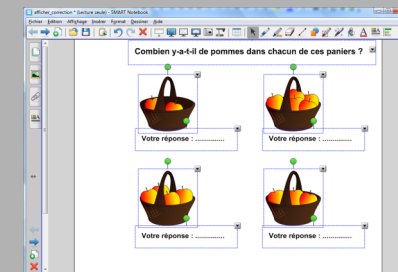 afficher_correction * (Lecture seule) - SMART Notebook
Fichier Edition Affichage Insérer Format Dessiner Aide
Combien y-a-t-il de pommes dans chacun de ces paniers ?
Votre réponse : .............. Votre réponse : ..............
Votre réponse : .............. Votre réponse : ..............